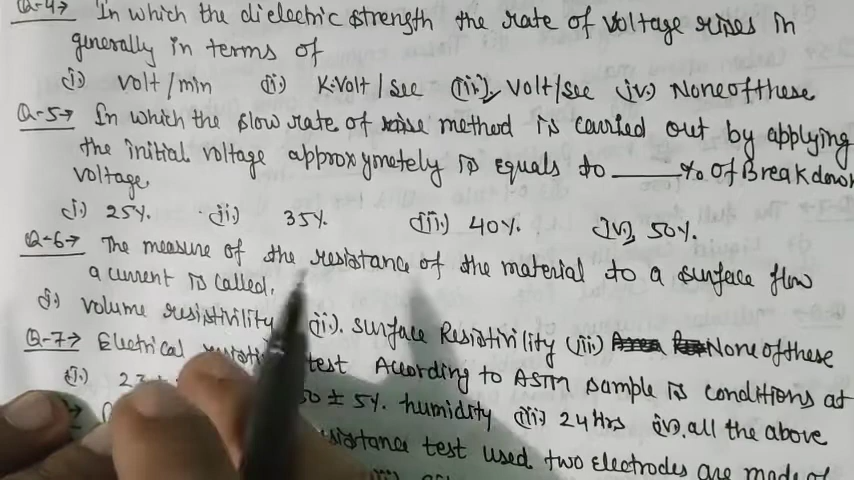 Q-4→ In which the dielectric strength the rate of voltage rises in
generally in terms of
(i) volt/min (ii) K.Volt/sec (iii) Volt/sec (iv) None of these
Q-5→ In which the slow rate of rise method is carried out by applying
the initial voltage approxymetely is equals to ______% of Breakdown
voltage.
(i) 25%. (ii) 35%. (iii) 40%. (iv) 50%.
Q-6→ The measure of the resistance of the material to a surface flow
a current is called.
(i) volume resistivility (ii). Surface Resistivility (iii) None of these
Q-7→ Electrical test According to ASTM sample is conditions at
(i) 50 ± 5%. humidity (iii) 24 Hrs (iv). all the above
test used two electrodes are made of